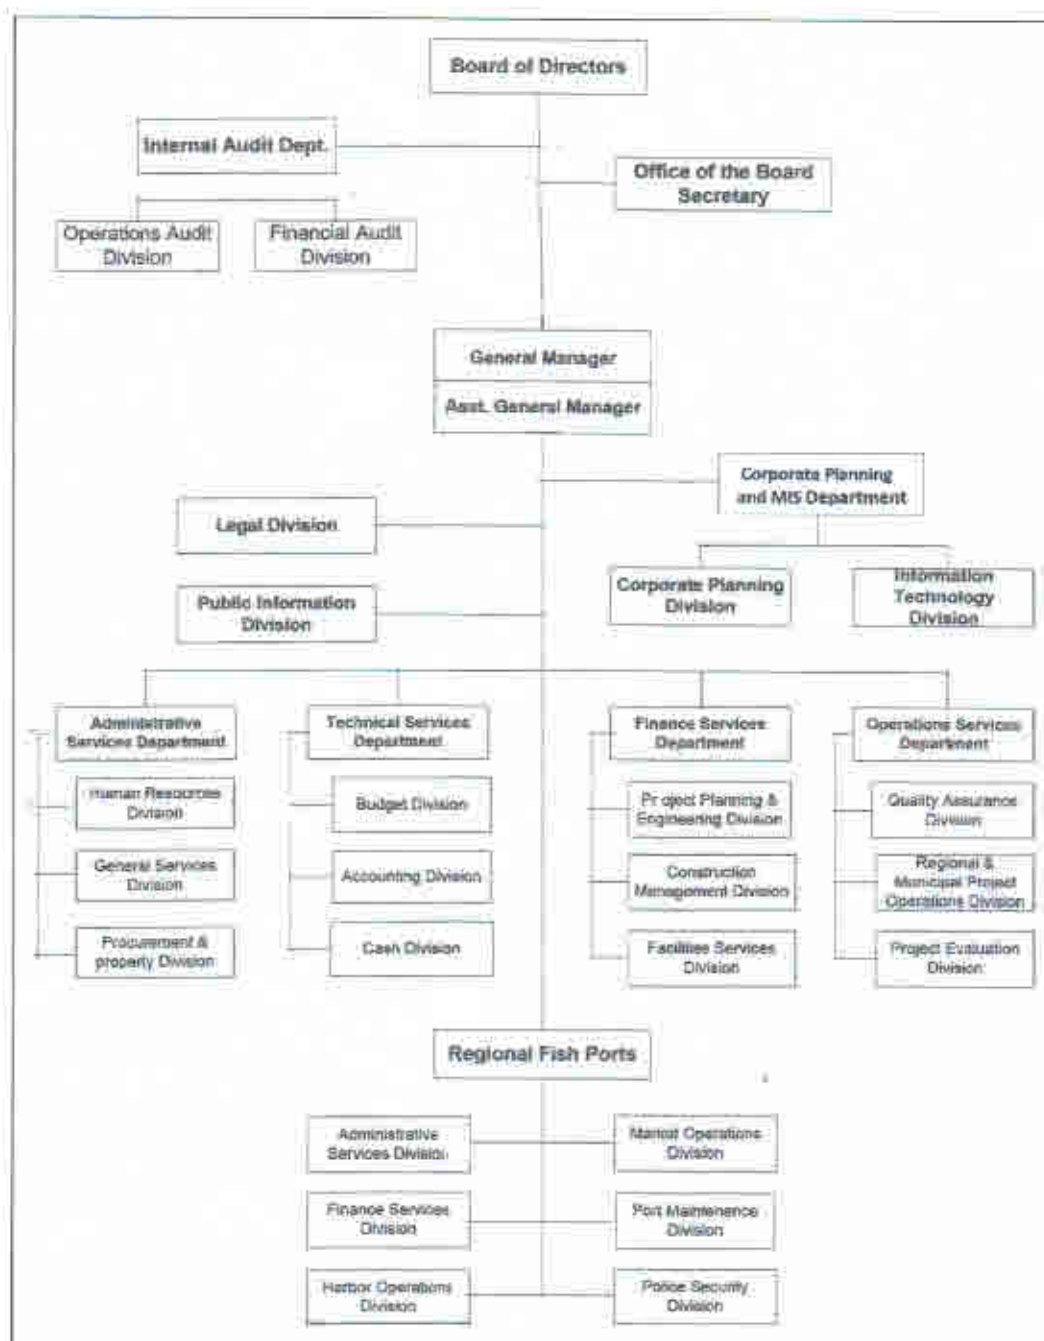 Board of Directors
Internal Audit Dept.
Office of the Board
Secretary
Operations Audit
Division
Financial Audit
Division
General Manager
Asst. General Manager
Corporate Planning
and MIS Department
Legal Division
Corporate Planning
Division
Information
Technology
Division
Public Information
Division
Administrative
Services Department
Technical Services
Department
Finance Services
Department
Operations Services
Department
Human Resources
Division
Budget Division
Project Planning &
Engineering Division
Quality Assurance
Division
General Services
Division
Accounting Division
Construction
Management Division
Regional &
Municipal Project
Operations Division
Procurement &
property Division
Cash Division
Facilities Services
Division
Project Evaluation
Division
Regional Fish Ports
Administrative
Services Division
Market Operations
Division
Finance Services
Division
Port Maintenence
Division
Harbor Operations
Division
Police Security
Division